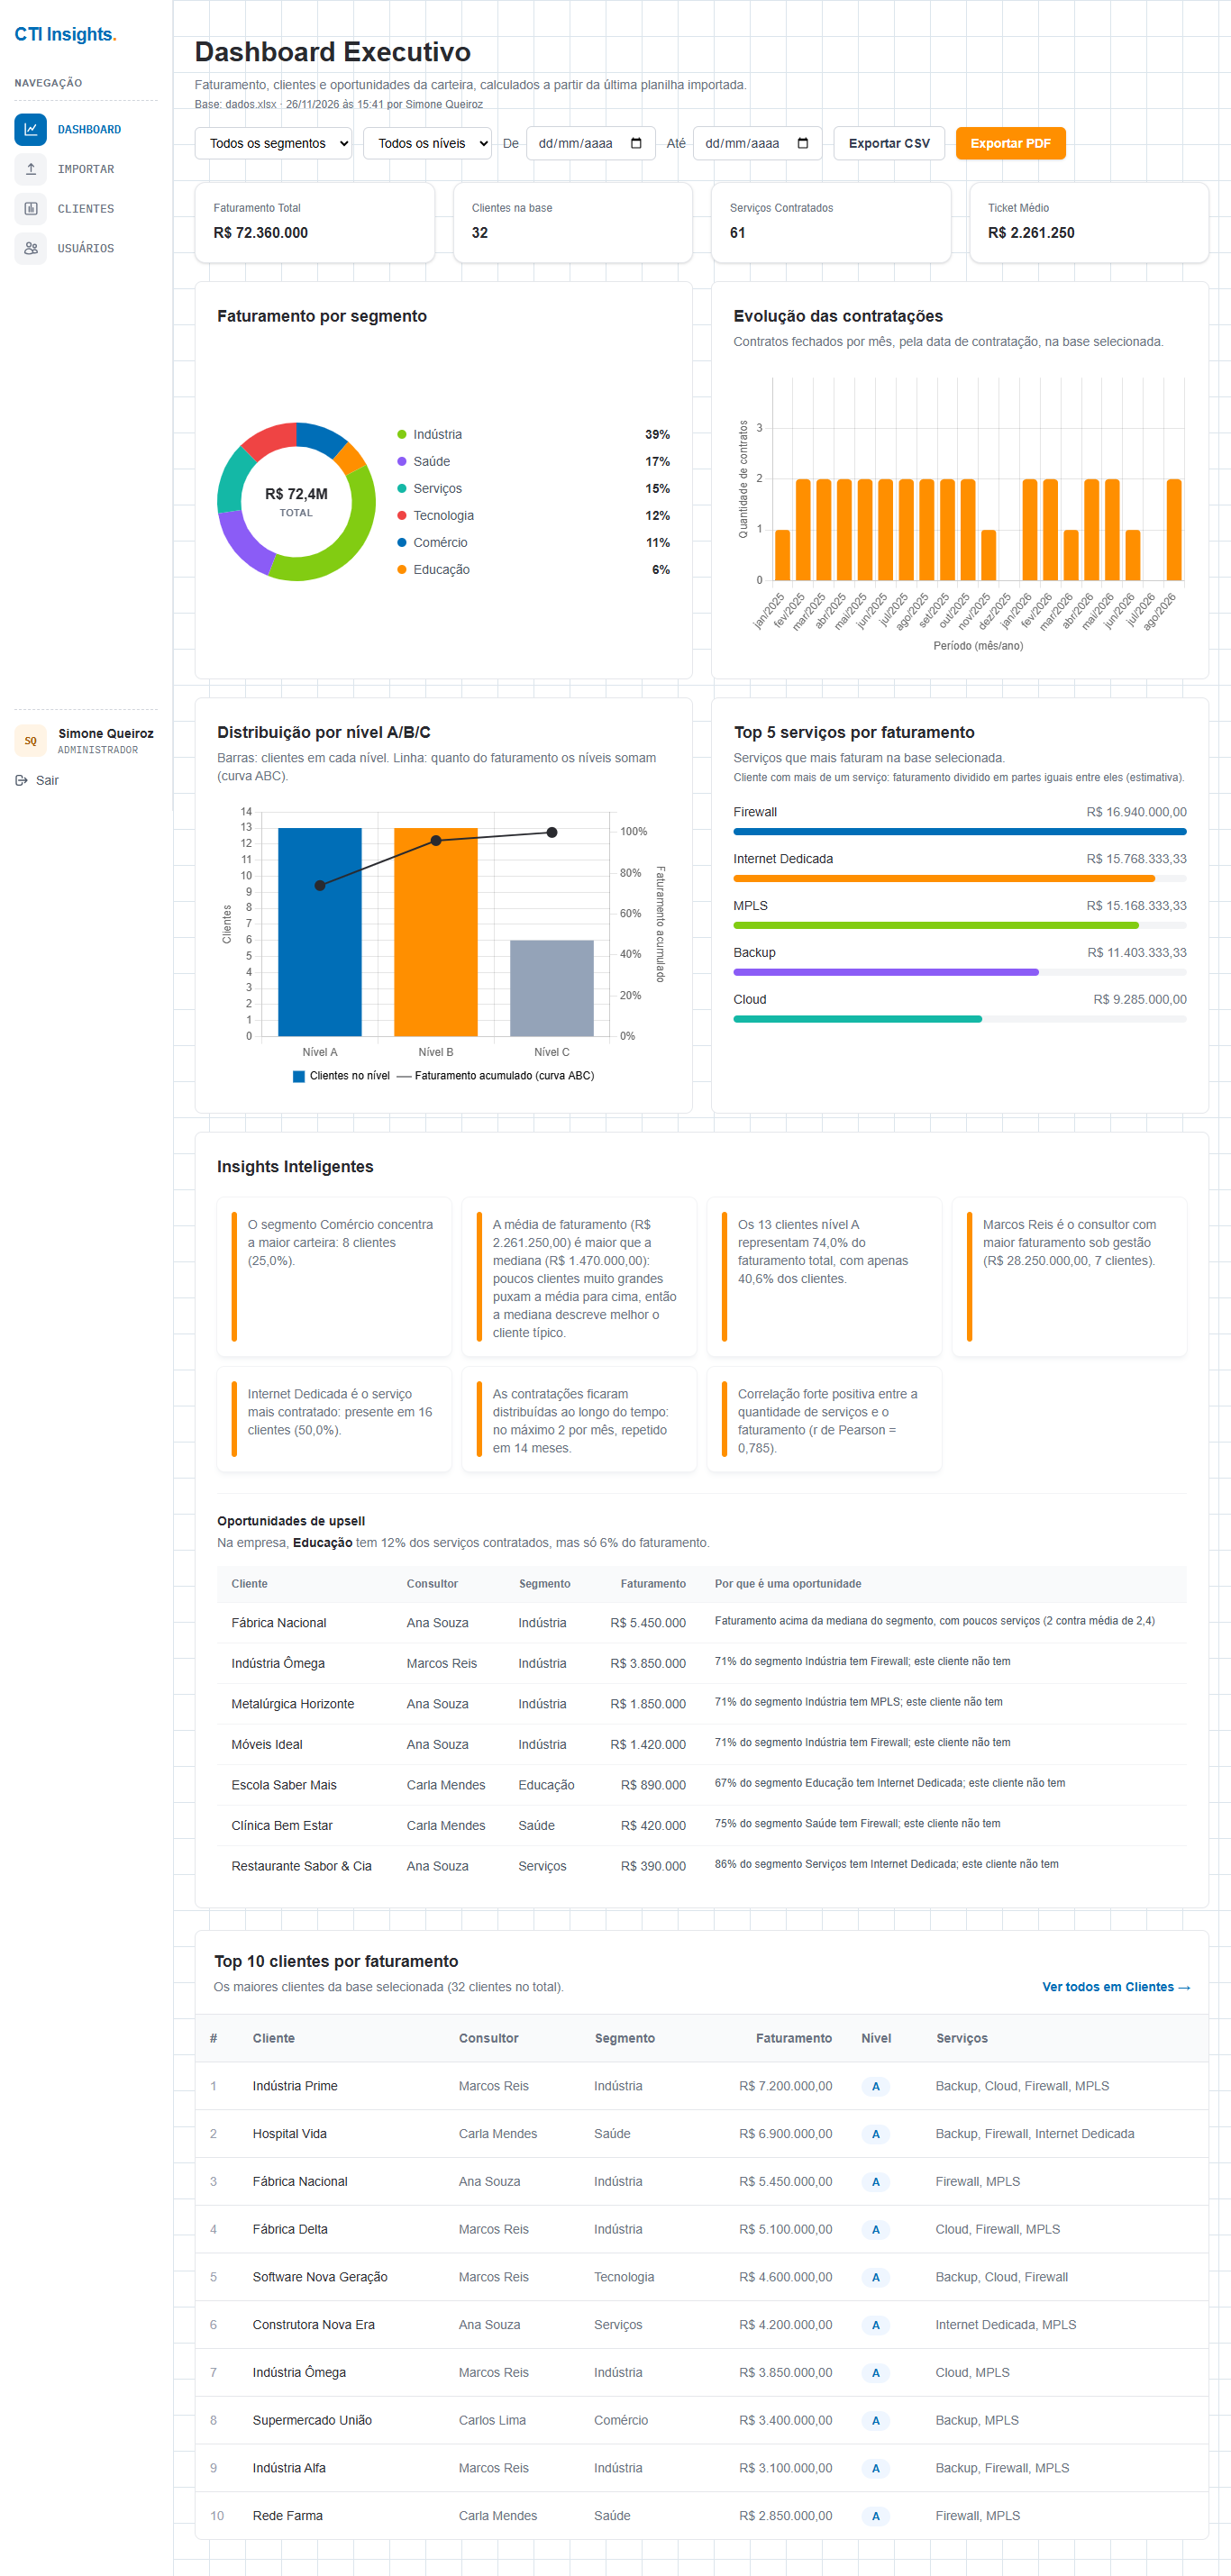 CTI Insights.
NAVEGAÇÃO
DASHBOARD
IMPORTAR
CLIENTES
USUÁRIOS
SQ
Simone Queiroz
ADMINISTRADOR
Sair
Dashboard Executivo
Faturamento, clientes e oportunidades da carteira, calculados a partir da última planilha importada.
Base: dados.xlsx · 26/11/2026 às 15:41 por Simone Queiroz
Todos os segmentos Todos os níveis De dd/mm/aaaa Até dd/mm/aaaa Exportar CSV Exportar PDF
Faturamento Total
R$ 72.360.000
Clientes na base
32
Serviços Contratados
61
Ticket Médio
R$ 2.261.250
Faturamento por segmento
R$ 72,4M
TOTAL
Indústria 39%
Saúde 17%
Serviços 15%
Tecnologia 12%
Comércio 11%
Educação 6%
Evolução das contratações
Contratos fechados por mês, pela data de contratação, na base selecionada.
Quantidade de contratos
3
2
1
0
jan/2025 fev/2025 mar/2025 abr/2025 mai/2025 jun/2025 jul/2025 ago/2025 set/2025 out/2025 nov/2025 dez/2025 jan/2026 fev/2026 mar/2026 abr/2026 mai/2026 jun/2026 jul/2026 ago/2026
Período (mês/ano)
Distribuição por nível A/B/C
Barras: clientes em cada nível. Linha: quanto do faturamento os níveis somam
(curva ABC).
Clientes
14
13
12
11
10
9
8
7
6
5
4
3
2
1
0
100%
80%
60%
40%
20%
0%
Faturamento acumulado
Nível A Nível B Nível C
Clientes no nível Faturamento acumulado (curva ABC)
Top 5 serviços por faturamento
Serviços que mais faturam na base selecionada.
Cliente com mais de um serviço: faturamento dividido em partes iguais entre eles (estimativa).
Firewall R$ 16.940.000,00
Internet Dedicada R$ 15.768.333,33
MPLS R$ 15.168.333,33
Backup R$ 11.403.333,33
Cloud R$ 9.285.000,00
Insights Inteligentes
O segmento Comércio concentra
a maior carteira: 8 clientes
(25,0%).
A média de faturamento (R$
2.261.250,00) é maior que a
mediana (R$ 1.470.000,00):
poucos clientes muito grandes
puxam a média para cima, então
a mediana descreve melhor o
cliente típico.
Os 13 clientes nível A
representam 74,0% do
faturamento total, com apenas
40,6% dos clientes.
Marcos Reis é o consultor com
maior faturamento sob gestão
(R$ 28.250.000,00, 7 clientes).
Internet Dedicada é o serviço
mais contratado: presente em 16
clientes (50,0%).
As contratações ficaram
distribuídas ao longo do tempo:
no máximo 2 por mês, repetido
em 14 meses.
Correlação forte positiva entre a
quantidade de serviços e o
faturamento (r de Pearson =
0,785).
Oportunidades de upsell
Na empresa, Educação tem 12% dos serviços contratados, mas só 6% do faturamento.
Cliente Consultor Segmento Faturamento Por que é uma oportunidade
Fábrica Nacional Ana Souza Indústria R$ 5.450.000 Faturamento acima da mediana do segmento, com poucos serviços (2 contra média de 2,4)
Indústria Ômega Marcos Reis Indústria R$ 3.850.000 71% do segmento Indústria tem Firewall; este cliente não tem
Metalúrgica Horizonte Ana Souza Indústria R$ 1.850.000 71% do segmento Indústria tem MPLS; este cliente não tem
Móveis Ideal Ana Souza Indústria R$ 1.420.000 71% do segmento Indústria tem Firewall; este cliente não tem
Escola Saber Mais Carla Mendes Educação R$ 890.000 67% do segmento Educação tem Internet Dedicada; este cliente não tem
Clínica Bem Estar Carla Mendes Saúde R$ 420.000 75% do segmento Saúde tem Firewall; este cliente não tem
Restaurante Sabor & Cia Ana Souza Serviços R$ 390.000 86% do segmento Serviços tem Internet Dedicada; este cliente não tem
Top 10 clientes por faturamento
Os maiores clientes da base selecionada (32 clientes no total). Ver todos em Clientes →
# Cliente Consultor Segmento Faturamento Nível Serviços
1 Indústria Prime Marcos Reis Indústria R$ 7.200.000,00 A Backup, Cloud, Firewall, MPLS
2 Hospital Vida Carla Mendes Saúde R$ 6.900.000,00 A Backup, Firewall, Internet Dedicada
3 Fábrica Nacional Ana Souza Indústria R$ 5.450.000,00 A Firewall, MPLS
4 Fábrica Delta Marcos Reis Indústria R$ 5.100.000,00 A Cloud, Firewall, MPLS
5 Software Nova Geração Marcos Reis Tecnologia R$ 4.600.000,00 A Backup, Cloud, Firewall
6 Construtora Nova Era Ana Souza Serviços R$ 4.200.000,00 A Internet Dedicada, MPLS
7 Indústria Ômega Marcos Reis Indústria R$ 3.850.000,00 A Cloud, MPLS
8 Supermercado União Carlos Lima Comércio R$ 3.400.000,00 A Backup, MPLS
9 Indústria Alfa Marcos Reis Indústria R$ 3.100.000,00 A Backup, Firewall, MPLS
10 Rede Farma Carla Mendes Saúde R$ 2.850.000,00 A Firewall, MPLS